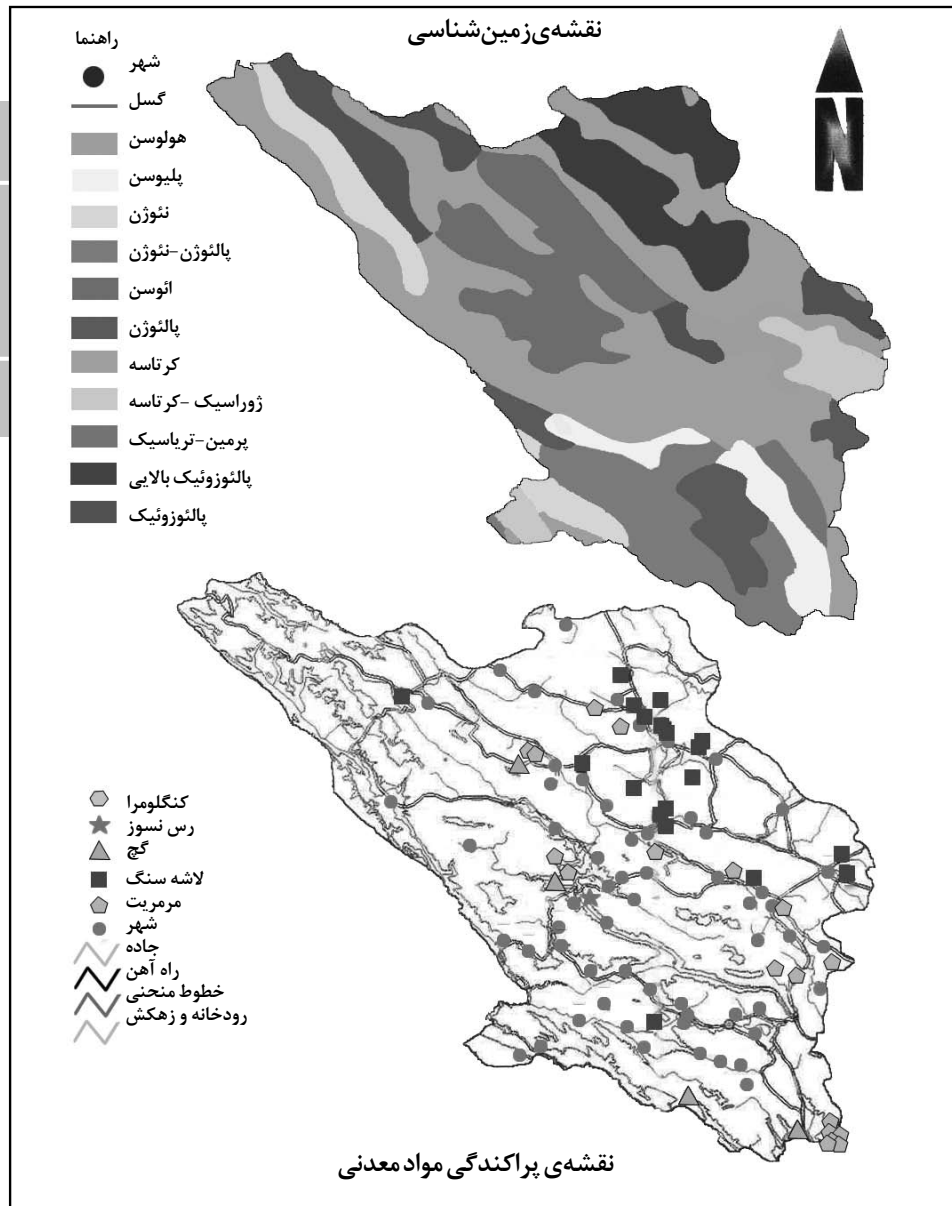 نقشه‌ی زمین‌شناسی
راهنما
شهر
گسل
هولوسن
پلیوسن
نئوژن
پالئوژن-نئوژن
ائوسن
پالئوژن
کرتاسه
ژوراسیک -کرتاسه
پرمین-تریاسیک
پالئوزوئیک بالایی
پالئوزوئیک
N
کنگلومرا
رس نسوز
گچ
لاشه سنگ
مرمریت
شهر
جاده
راه آهن
خطوط منحنی
رودخانه و زهکش
نقشه‌ی پراکندگی مواد معدنی